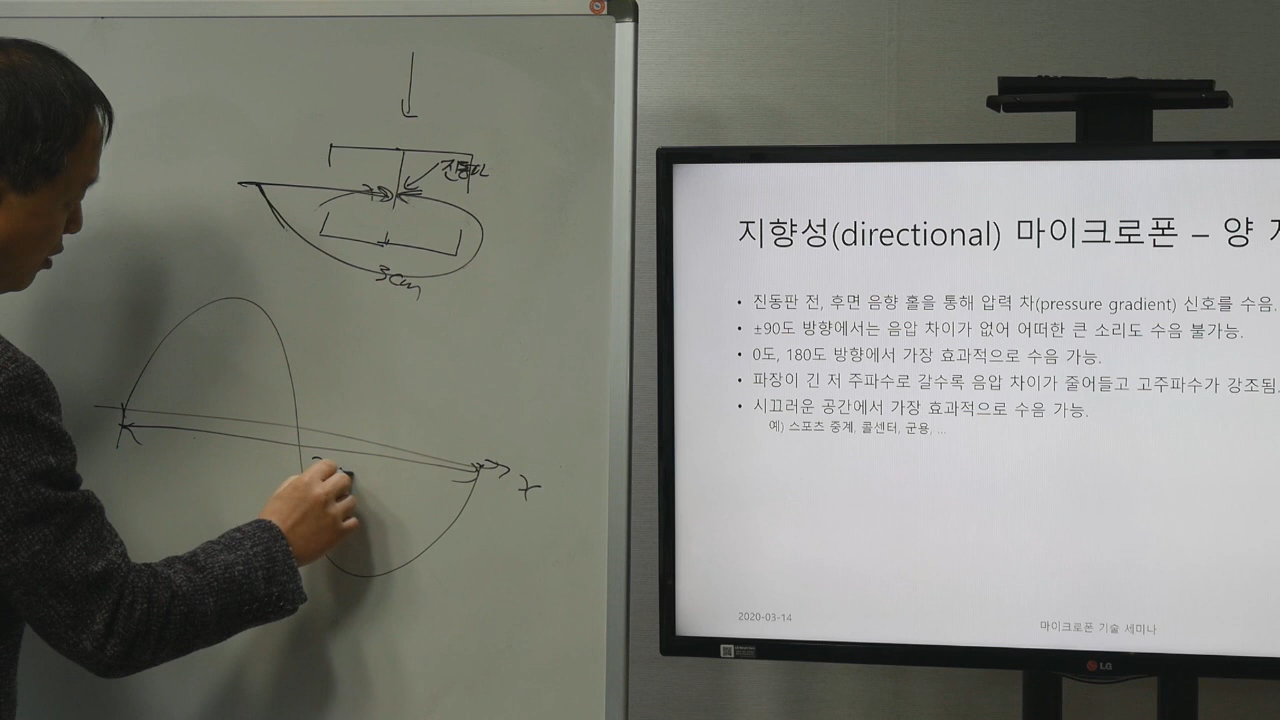 진동판
3cm
지향성(directional) 마이크로폰 – 양 지
• 진동판 전, 후면 음향 홀을 통해 압력 차(pressure gradient) 신호를 수음.
• ±90도 방향에서는 음압 차이가 없어 어떠한 큰 소리도 수음 불가능.
• 0도, 180도 방향에서 가장 효과적으로 수음 가능.
• 파장이 긴 저 주파수로 갈수록 음압 차이가 줄어들고 고주파수가 강조됨.
• 시끄러운 공간에서 가장 효과적으로 수음 가능.
예) 스포츠 중계, 콜센터, 군용, ...
2020-03-14
마이크로폰 기술 세미나
LG